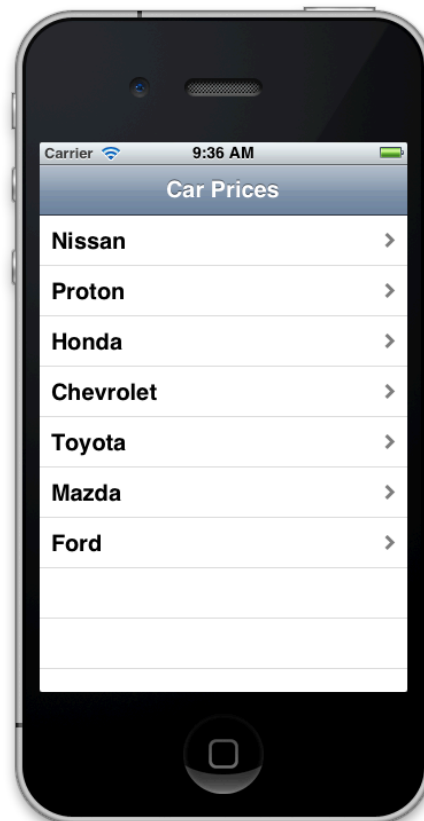 Carrier 9:36 AM
Car Prices
Nissan
Proton
Honda
Chevrolet
Toyota
Mazda
Ford